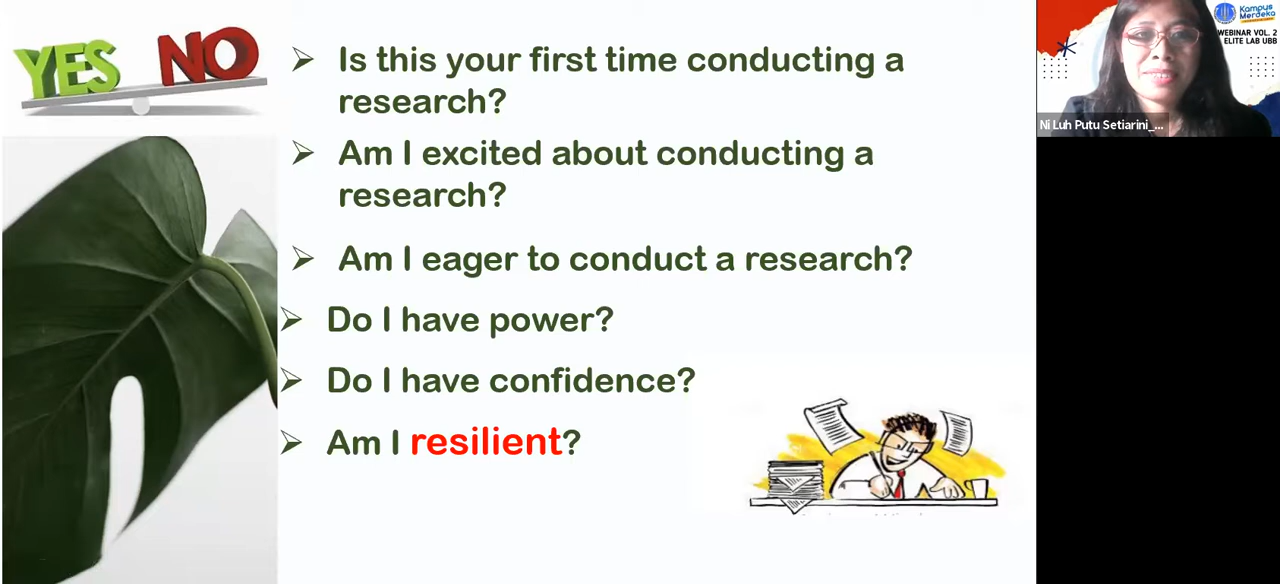 YES NO
➢ Is this your first time conducting a
research?
➢ Am I excited about conducting a
research?
➢ Am I eager to conduct a research?
➢ Do I have power?
➢ Do I have confidence?
➢ Am I resilient?
Kampus
Merdeka
WEBINAR VOL. 2
ELITE LAB UBB
Ni Luh Putu Setiarini_...